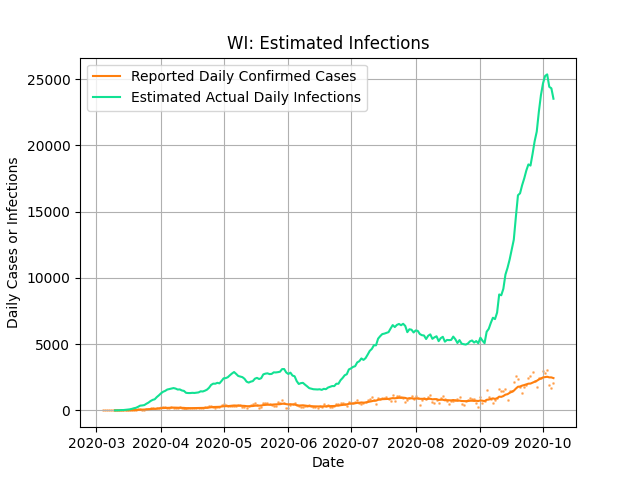 WI: Estimated Infections
Reported Daily Confirmed Cases
Estimated Actual Daily Infections
Daily Cases or Infections
25000
20000
15000
10000
5000
0
2020-03 2020-04 2020-05 2020-06 2020-07 2020-08 2020-09 2020-10
Date